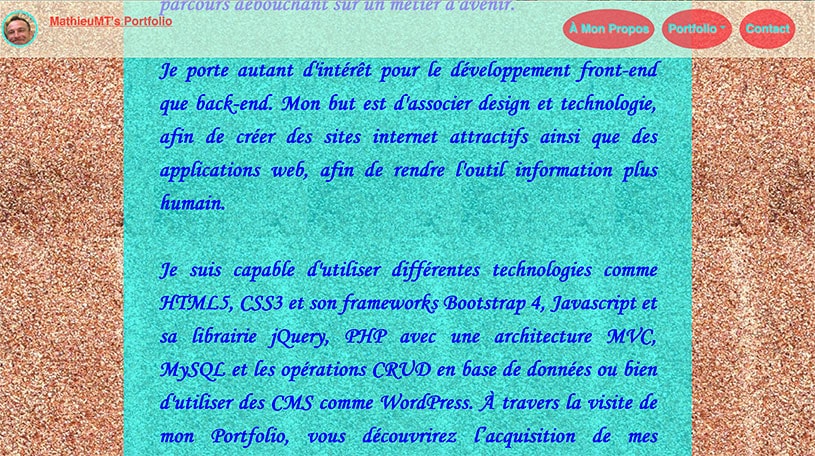 parcours débouchant sur un métier d'avenir.
MathieuMT's Portfolio
À Mon Propos
Portfolio
Contact
Je porte autant d'intérêt pour le développement front-end
que back-end. Mon but est d'associer design et technologie,
afin de créer des sites internet attractifs ainsi que des
applications web, afin de rendre l'outil information plus
humain.
Je suis capable d'utiliser différentes technologies comme
HTML5, CSS3 et son frameworks Bootstrap 4, Javascript et
sa librairie jQuery, PHP avec une architecture MVC,
MySQL et les opérations CRUD en base de données ou bien
d'utiliser des CMS comme WordPress. À travers la visite de
mon Portfolio, vous découvrirez l’acquisition de mes